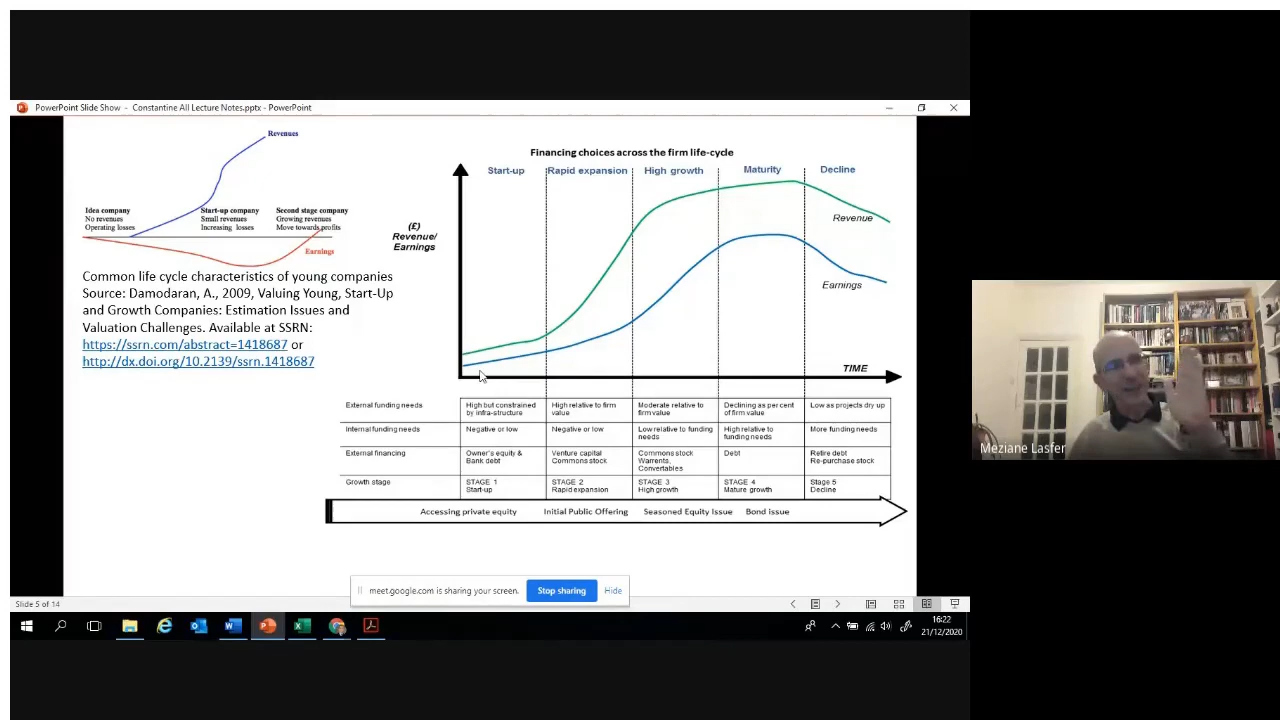 PowerPoint Slide Show - Constantine All Lecture Notes.pptx - PowerPoint
Revenues
Idea company
No revenues
Operating losses
Start-up company
Small revenues
Increasing losses
Second stage company
Growing revenues
Move towards profits
Earnings
Common life cycle characteristics of young companies
Source: Damodaran, A., 2009, Valuing Young, Start-Up
and Growth Companies: Estimation Issues and
Valuation Challenges. Available at SSRN:
https://ssrn.com/abstract=1418687 or
http://dx.doi.org/10.2139/ssrn.1418687
Financing choices across the firm life-cycle
Start-up Rapid expansion High growth Maturity Decline
(£)
Revenue/
Earnings
Revenue
Earnings
TIME
External funding needs
High but constrained
by infra-structure
High relative to firm
value
Moderate relative to
firm value
Declining as per cent
of firm value
Low as projects dry up
Internal funding needs
Negative or low
Negative or low
Low relative to funding
needs
High relative to
funding needs
More funding needs
External financing
Owner's equity &
Bank debt
Venture capital
Commons stock
Commons stock
Warrents,
Convertables
Debt
Retire debt
Re-purchase stock
Growth stage
STAGE 1
Start-up
STAGE 2
Rapid expansion
STAGE 3
High growth
STAGE 4
Mature growth
Stage 5
Decline
Accessing private equity Initial Public Offering Seasoned Equity Issue Bond issue
meet.google.com is sharing your screen. Stop sharing Hide
Slide 5 of 14
16:22
21/12/2020
Meziane Lasfer